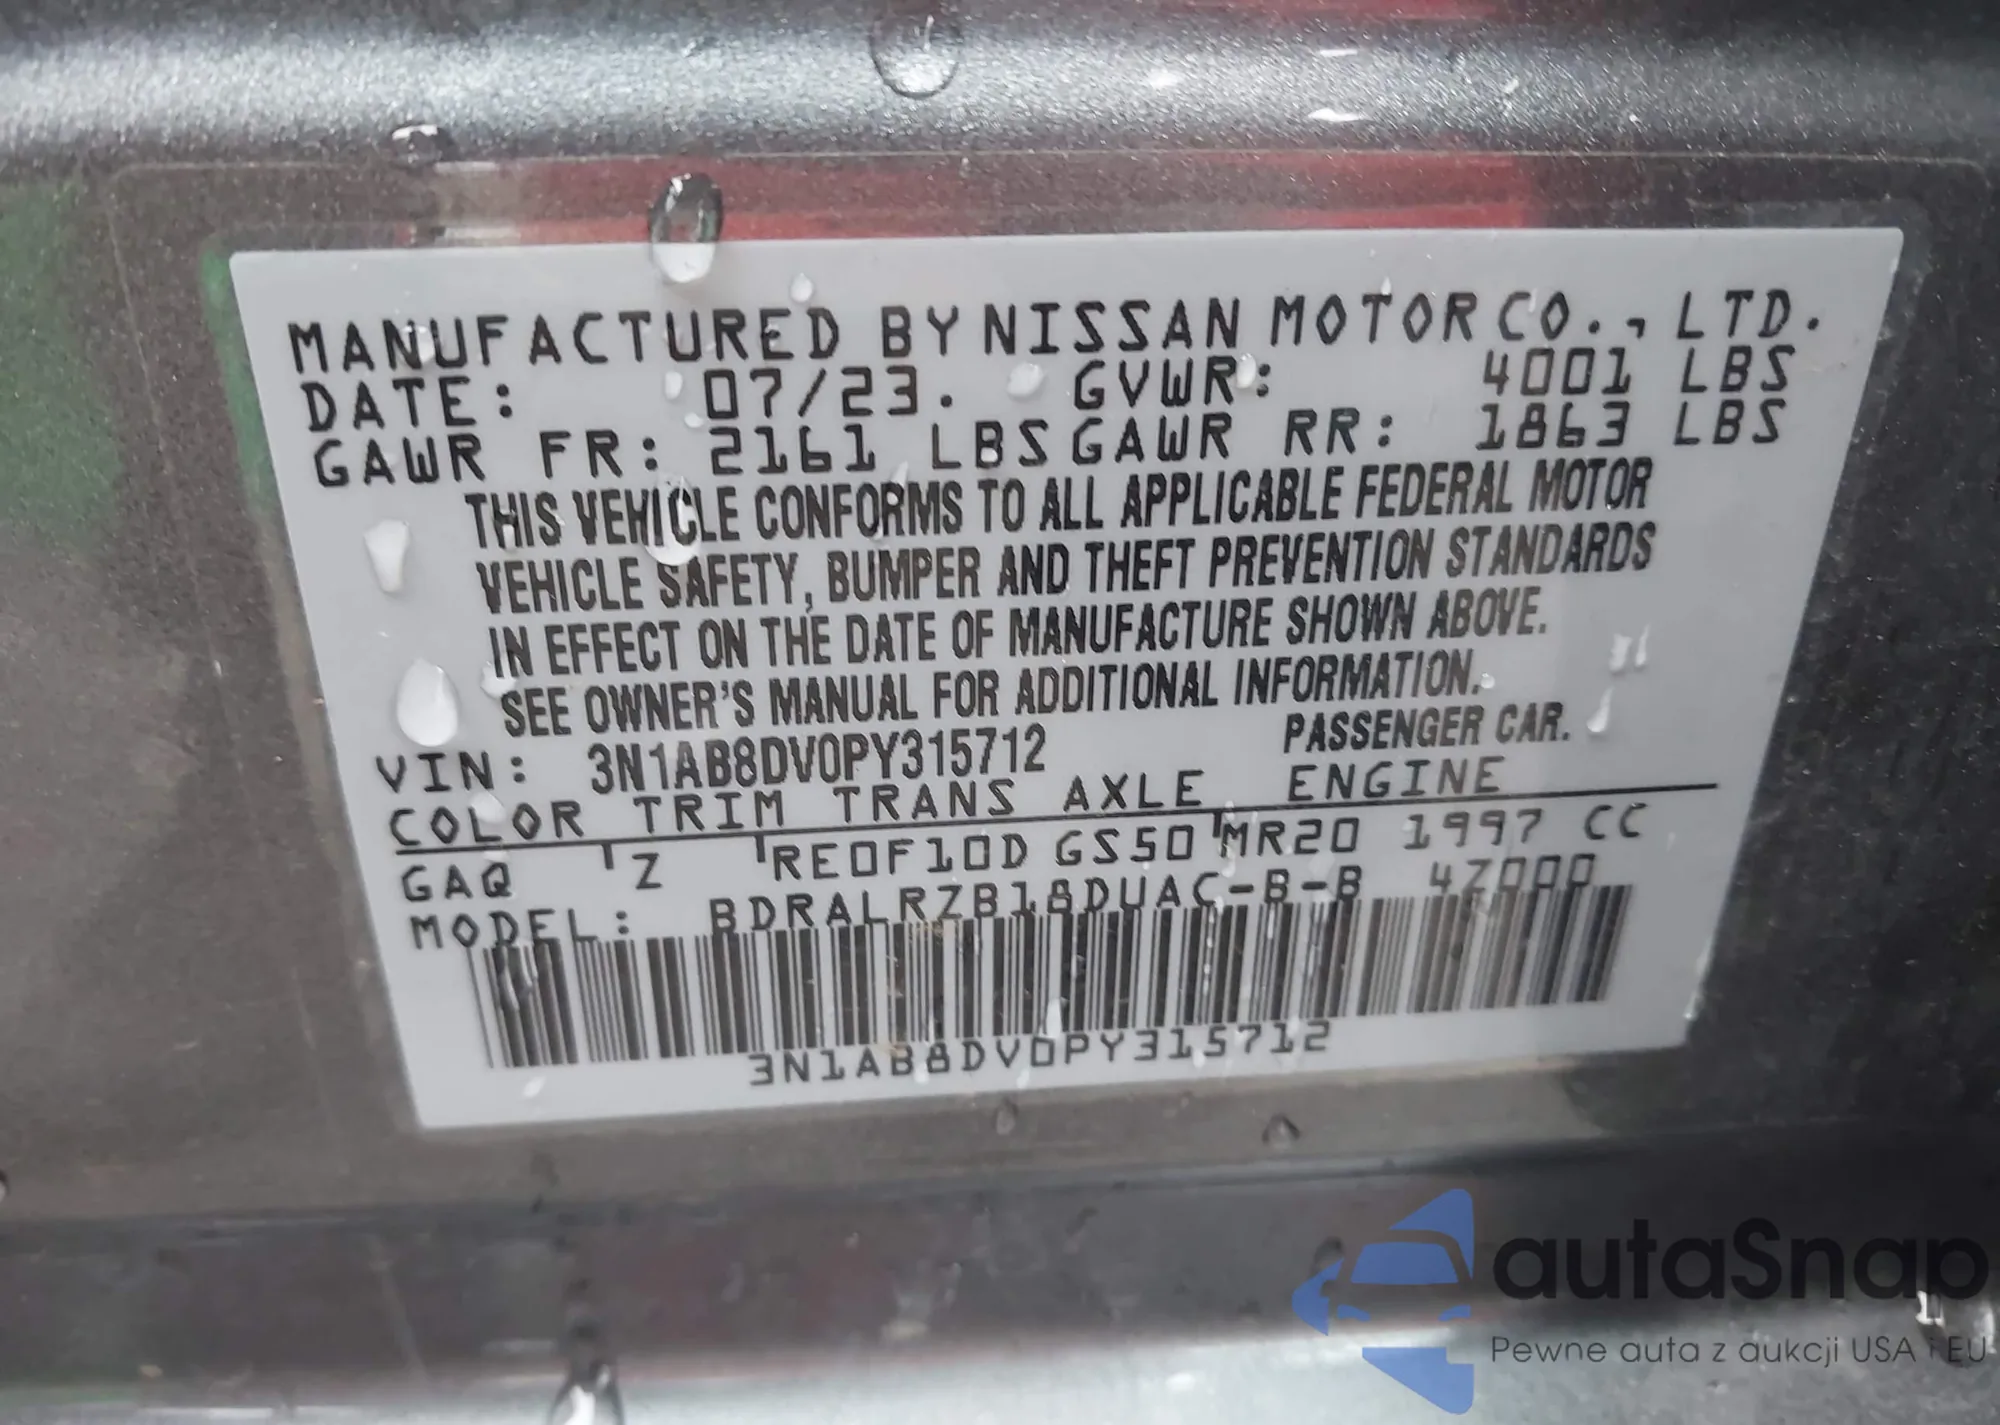 MANUFACTURED BY NISSAN MOTOR CO., LTD.
DATE: 07/23. GVWR: 4001 LBS
GAWR FR: 2161 LBS GAWR RR: 1863 LBS
THIS VEHICLE CONFORMS TO ALL APPLICABLE FEDERAL MOTOR
VEHICLE SAFETY, BUMPER AND THEFT PREVENTION STANDARDS
IN EFFECT ON THE DATE OF MANUFACTURE SHOWN ABOVE.
SEE OWNER'S MANUAL FOR ADDITIONAL INFORMATION.
VIN: 3N1AB8DV0PY315712 PASSENGER CAR.
COLOR TRIM TRANS AXLE ENGINE
GAQ Z RE0F10D GS50 MR20 1997 CC
MODEL: BDRALRZB18DUAC-B-B 4Z000
3N1AB8DV0PY315712
autaSnap
Pewne auta z aukcji USA i EU